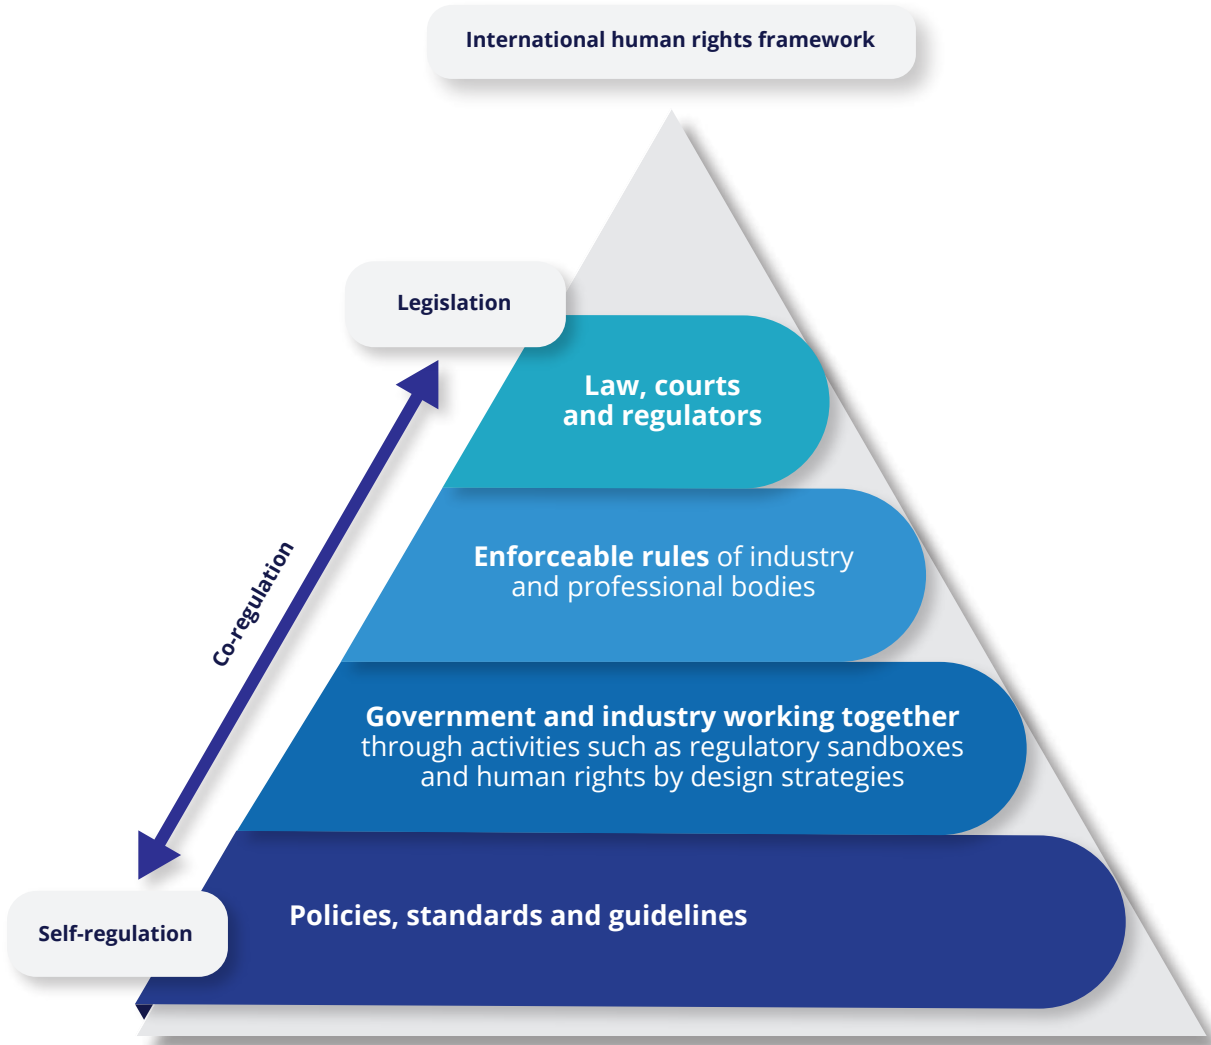 International human rights framework
Legislation
Law, courts
and regulators
Enforceable rules of industry
and professional bodies
Co-regulation
Government and industry working together
through activities such as regulatory sandboxes
and human rights by design strategies
Policies, standards and guidelines
Self-regulation